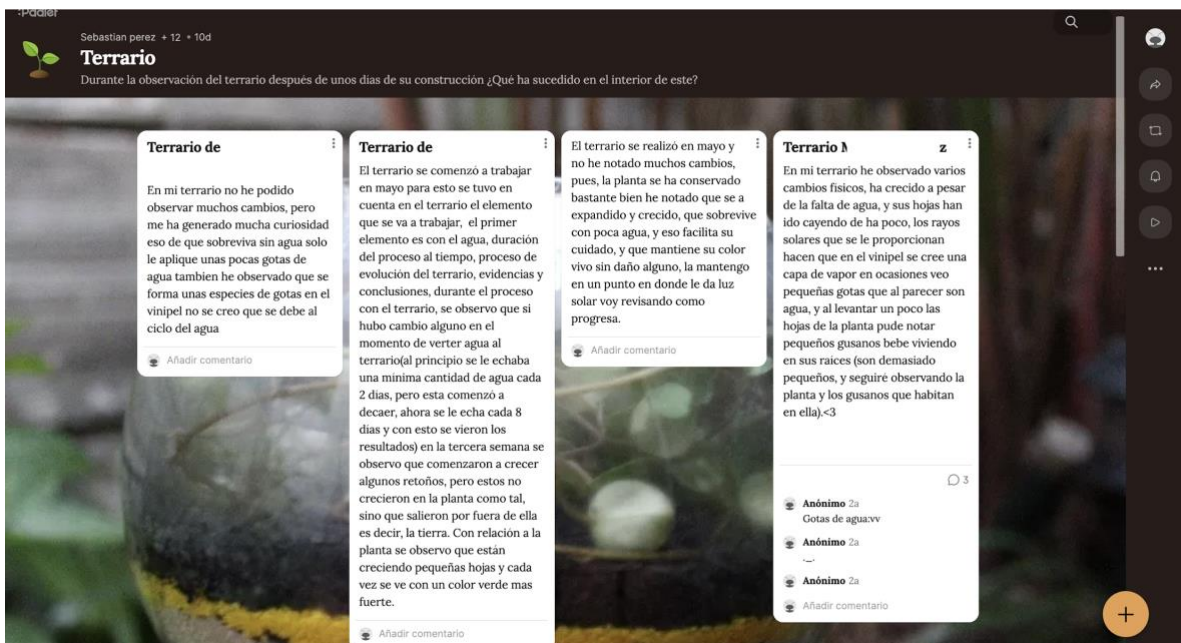 :Padlet
Sebastian perez + 12 • 10d
Terrario
Durante la observación del terrario después de unos días de su construcción ¿Qué ha sucedido en el interior de este?
Terrario de
En mi terrario no he podido
observar muchos cambios, pero
me ha generado mucha curiosidad
eso de que sobreviva sin agua solo
le aplique unas pocas gotas de
agua tambien he observado que se
forma unas especies de gotas en el
vinipel no se creo que se debe al
ciclo del agua
Añadir comentario
Terrario de
El terrario se comenzó a trabajar
en mayo para esto se tuvo en
cuenta en el terrario el elemento
que se va a trabajar, el primer
elemento es con el agua, duración
del proceso al tiempo, proceso de
evolución del terrario, evidencias y
conclusiones, durante el proceso
con el terrario, se observo que si
hubo cambio alguno en el
momento de verter agua al
terrario(al principio se le echaba
una mínima cantidad de agua cada
2 días, pero esta comenzó a
decaer, ahora se le echa cada 8
días y con esto se vieron los
resultados) en la tercera semana se
observo que comenzaron a crecer
algunos retoños, pero estos no
crecieron en la planta como tal,
sino que salieron por fuera de ella
es decir, la tierra. Con relación a la
planta se observo que están
creciendo pequeñas hojas y cada
vez se ve con un color verde mas
fuerte.
Añadir comentario
El terrario se realizó en mayo y
no he notado muchos cambios,
pues, la planta se ha conservado
bastante bien he notado que se a
expandido y crecido, que sobrevive
con poca agua, y eso facilita su
cuidado, y que mantiene su color
vivo sin daño alguno, la mantengo
en un punto en donde le da luz
solar voy revisando como
progresa.
Añadir comentario
Terrario M z
En mi terrario he observado varios
cambios físicos, ha crecido a pesar
de la falta de agua, y sus hojas han
ido cayendo de ha poco, los rayos
solares que se le proporcionan
hacen que en el vinipel se cree una
capa de vapor en ocasiones veo
pequeñas gotas que al parecer son
agua, y al levantar un poco las
hojas de la planta pude notar
pequeños gusanos bebe viviendo
en sus raíces (son demasiado
pequeños, y seguiré observando la
planta y los gusanos que habitan
en ella).<3
3
Anónimo 2a
Gotas de agua:vv
Anónimo 2a
._.
Anónimo 2a
Añadir comentario